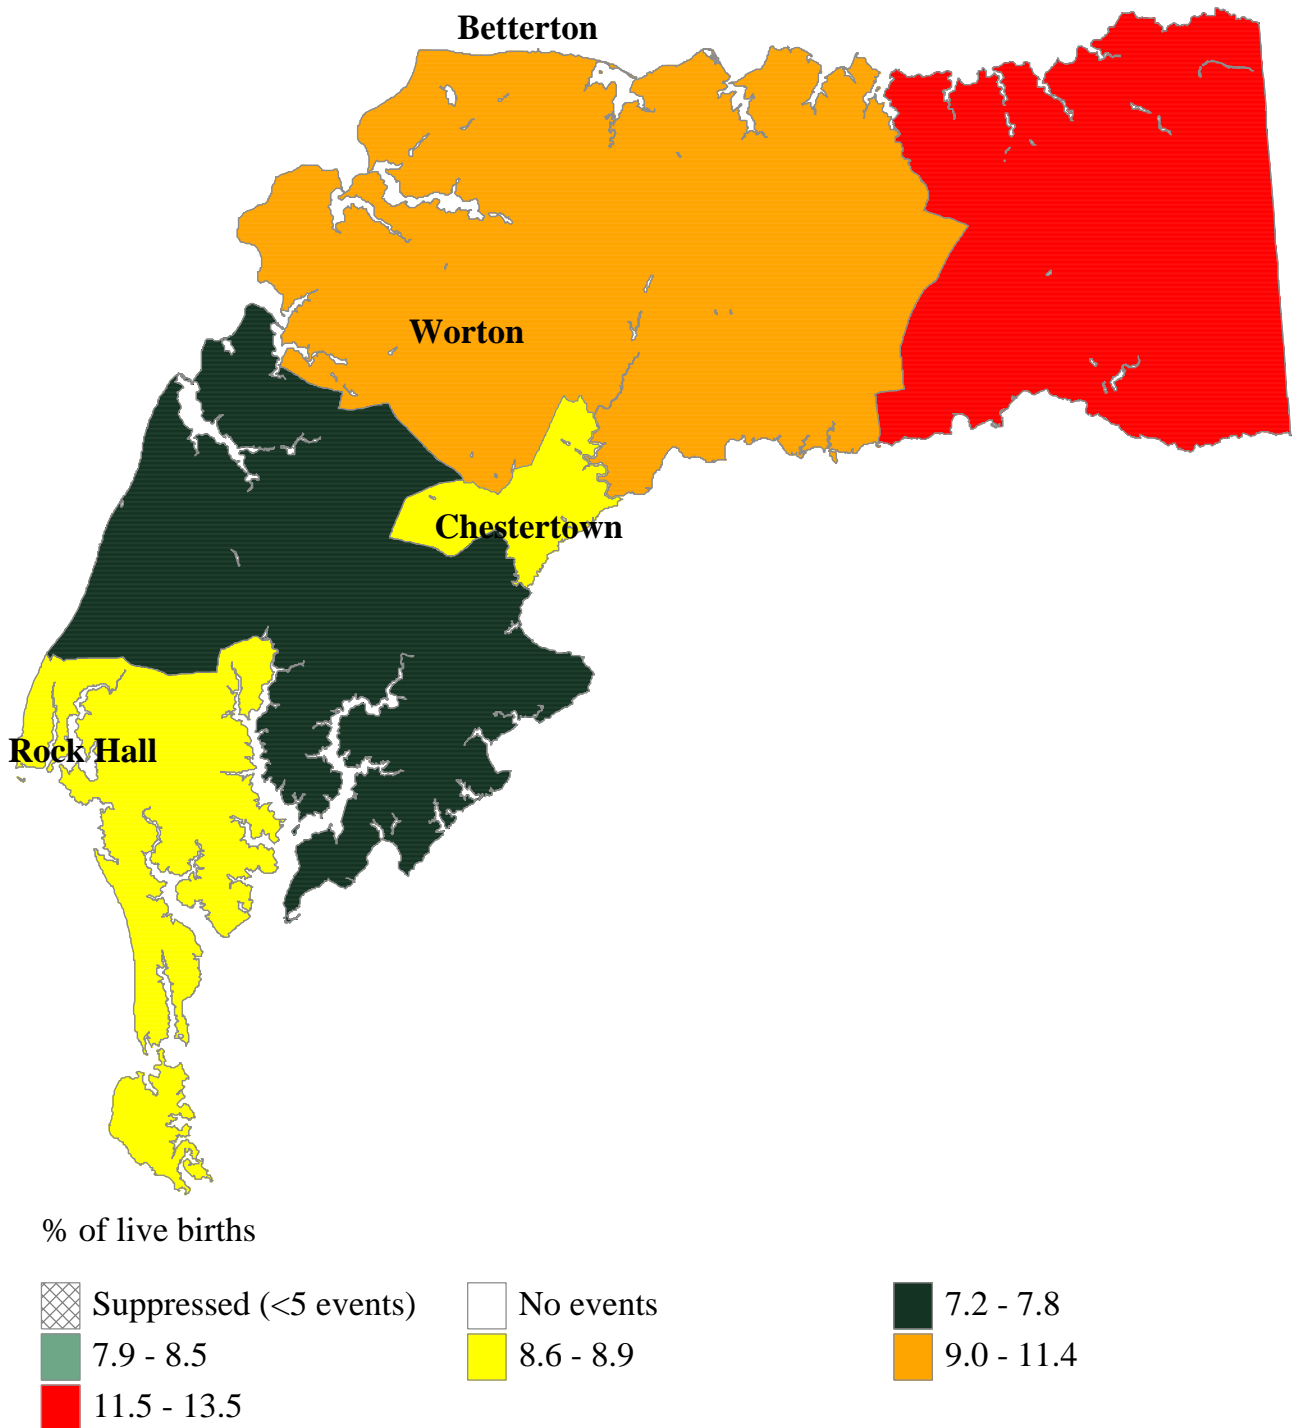 Betterton
Worton
Chestertown
Rock Hall
% of live births
Suppressed (<5 events)
No events
7.2 - 7.8
7.9 - 8.5
8.6 - 8.9
9.0 - 11.4
11.5 - 13.5